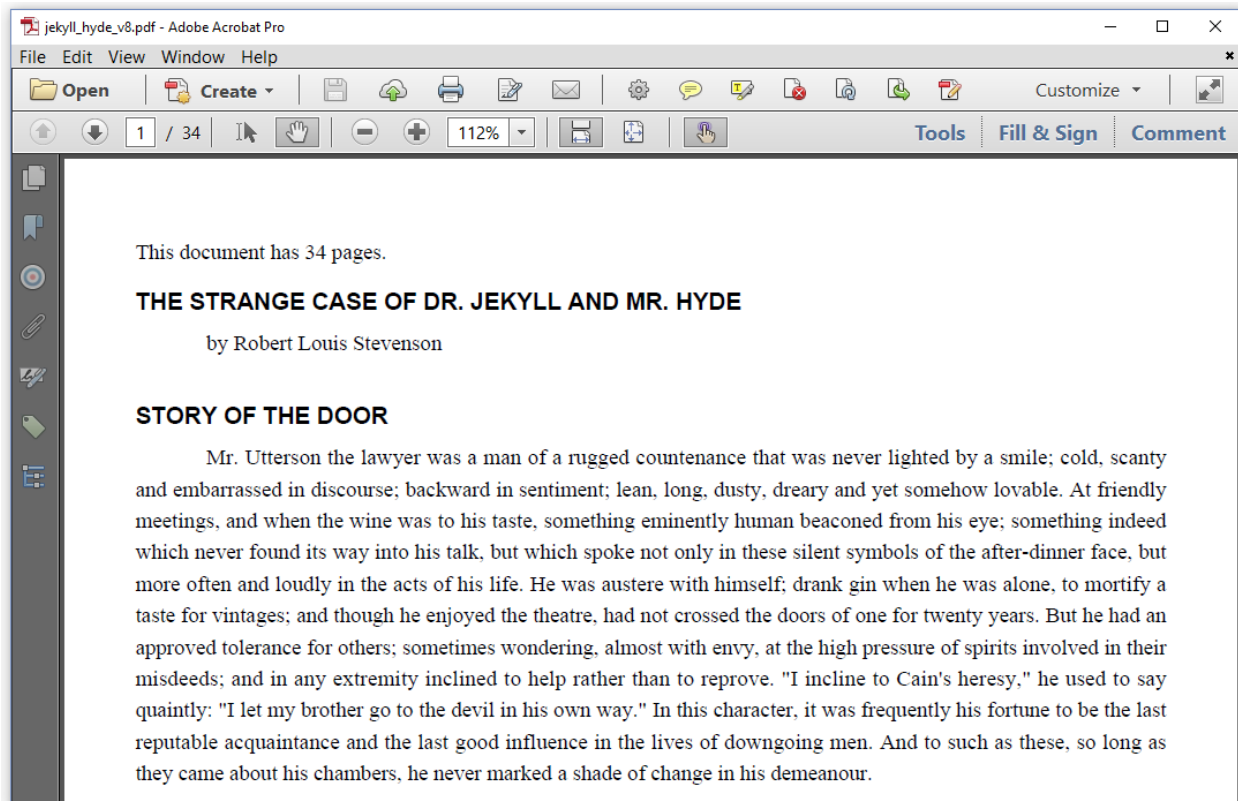 jekyll_hyde_v8.pdf - Adobe Acrobat Pro
File Edit View Window Help
Open Create Customize
1 / 34 112% Tools Fill & Sign Comment
This document has 34 pages.
THE STRANGE CASE OF DR. JEKYLL AND MR. HYDE
by Robert Louis Stevenson
STORY OF THE DOOR
Mr. Utterson the lawyer was a man of a rugged countenance that was never lighted by a smile; cold, scanty
and embarrassed in discourse; backward in sentiment; lean, long, dusty, dreary and yet somehow lovable. At friendly
meetings, and when the wine was to his taste, something eminently human beaconed from his eye; something indeed
which never found its way into his talk, but which spoke not only in these silent symbols of the after-dinner face, but
more often and loudly in the acts of his life. He was austere with himself; drank gin when he was alone, to mortify a
taste for vintages; and though he enjoyed the theatre, had not crossed the doors of one for twenty years. But he had an
approved tolerance for others; sometimes wondering, almost with envy, at the high pressure of spirits involved in their
misdeeds; and in any extremity inclined to help rather than to reprove. "I incline to Cain's heresy," he used to say
quaintly: "I let my brother go to the devil in his own way." In this character, it was frequently his fortune to be the last
reputable acquaintance and the last good influence in the lives of downgoing men. And to such as these, so long as
they came about his chambers, he never marked a shade of change in his demeanour.